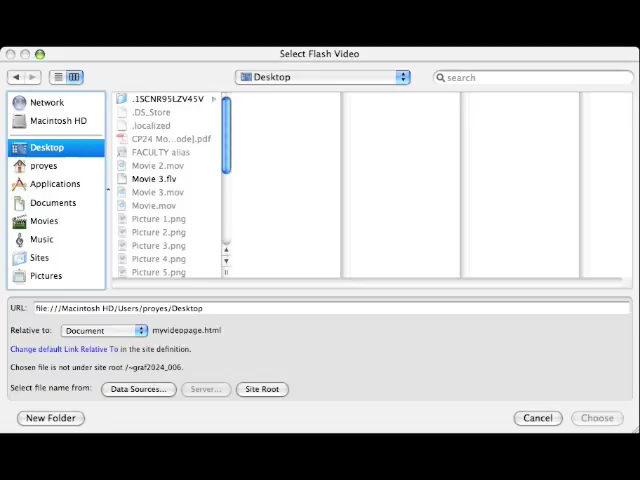 Select Flash Video
Desktop
search
Network
Macintosh HD
Desktop
proyes
Applications
Documents
Movies
Music
Sites
Pictures
.DS_Store
.localized
CP24 Mo...ode].pdf
FACULTY alias
Movie 2.mov
Movie 3.flv
Movie 3.mov
Movie.mov
Picture 1.png
Picture 2.png
Picture 3.png
Picture 4.png
Picture 5.png
URL: file:///Macintosh HD/Users/proyes/Desktop
Relative to: Document myvideopage.html
Change default Link Relative To in the site definition.
Chosen file is not under site root /~graf2024_006.
Select file name from: Data Sources... Server... Site Root
New Folder Cancel Choose